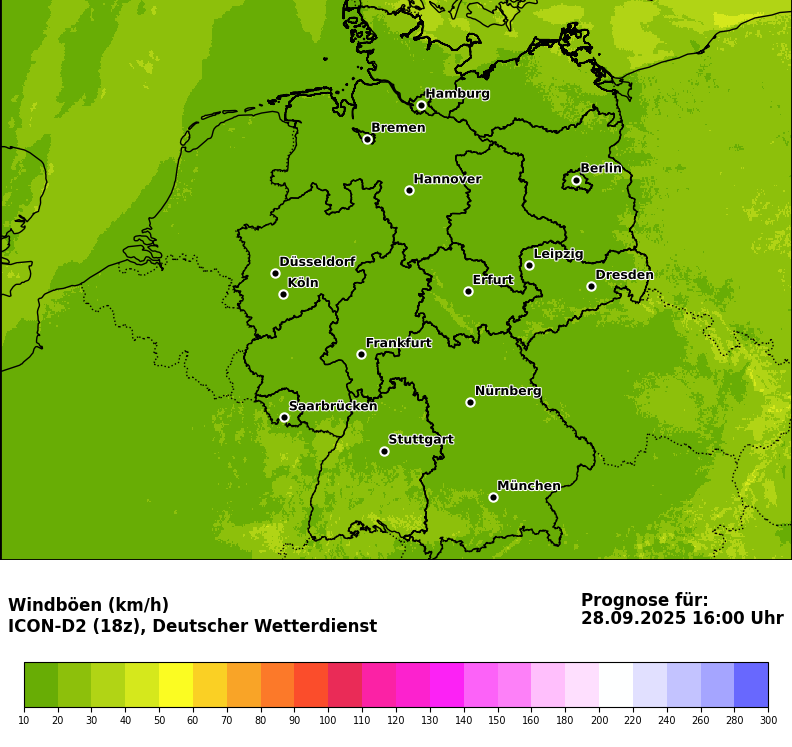 Hamburg
Bremen
Berlin
Hannover
Düsseldorf
Leipzig
Köln
Erfurt
Dresden
Frankfurt
Nürnberg
Saarbrücken
Stuttgart
München
Windböen (km/h)
ICON-D2 (18z), Deutscher Wetterdienst
Prognose für:
28.09.2025 16:00 Uhr
10 20 30 40 50 60 70 80 90 100 110 120 130 140 150 160 180 200 220 240 260 280 300